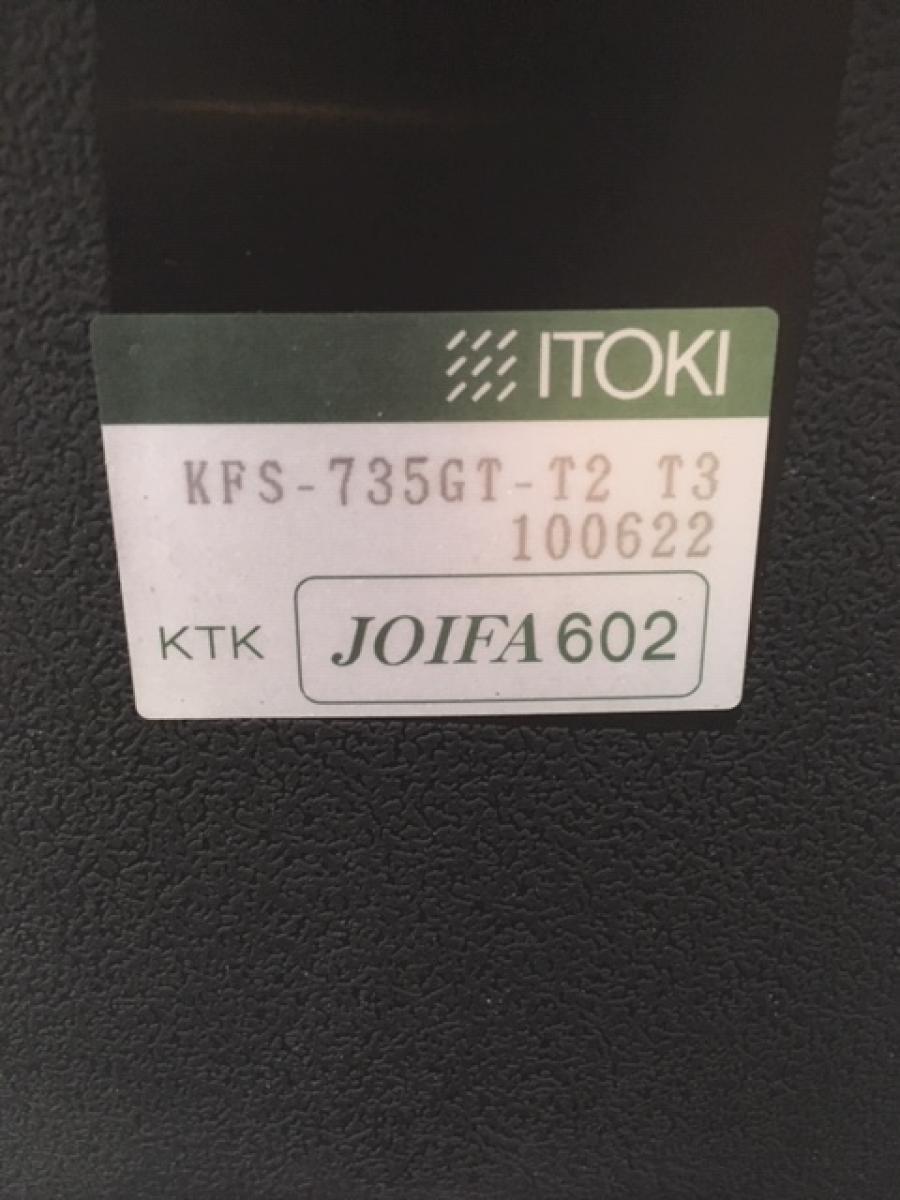 ITOKI
KFS-735GT-T2 T3
100622
KTK JOIFA 602